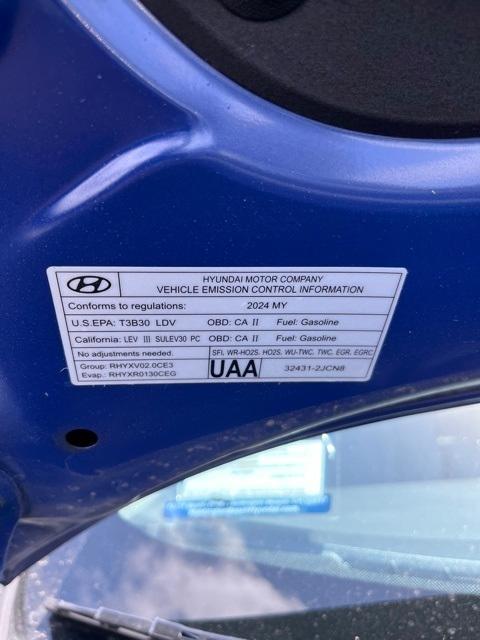 HYUNDAI MOTOR COMPANY
VEHICLE EMISSION CONTROL INFORMATION
Conforms to regulations: 2024 MY
U.S.EPA: T3B30 LDV OBD: CA II Fuel: Gasoline
California: LEV III SULEV30 PC OBD: CA II Fuel: Gasoline
No adjustments needed. SFI, WR-HO2S, HO2S, WU-TWC, TWC, EGR, EGRC
Group: RHYXV02.0CE3
Evap.: RHYXR0130CEG
UAA 32431-2JCN8